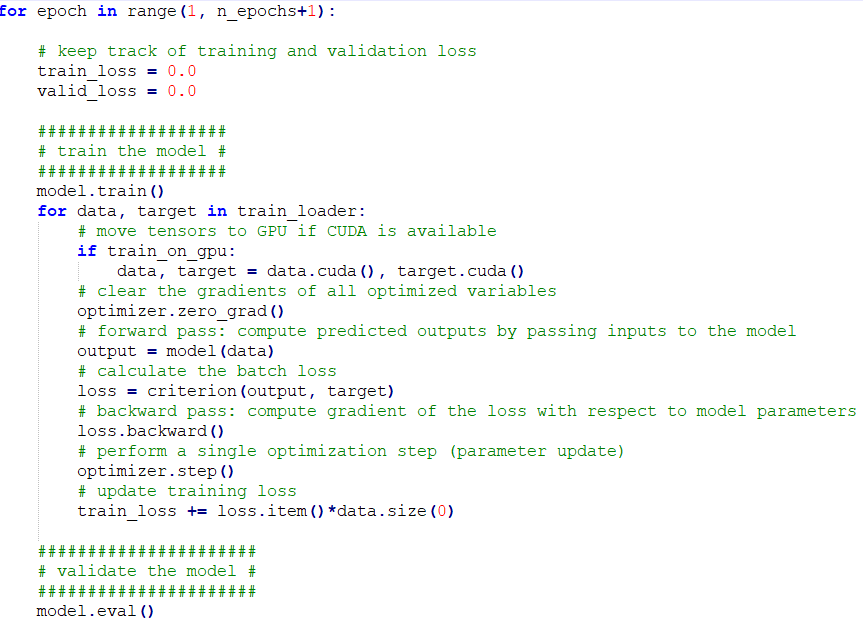 for epoch in range(1, n_epochs+1):
# keep track of training and validation loss
train_loss = 0.0
valid_loss = 0.0
###################
# train the model #
###################
model.train()
for data, target in train_loader:
# move tensors to GPU if CUDA is available
if train_on_gpu:
data, target = data.cuda(), target.cuda()
# clear the gradients of all optimized variables
optimizer.zero_grad()
# forward pass: compute predicted outputs by passing inputs to the model
output = model(data)
# calculate the batch loss
loss = criterion(output, target)
# backward pass: compute gradient of the loss with respect to model parameters
loss.backward()
# perform a single optimization step (parameter update)
optimizer.step()
# update training loss
train_loss += loss.item()*data.size(0)
######################
# validate the model #
######################
model.eval()